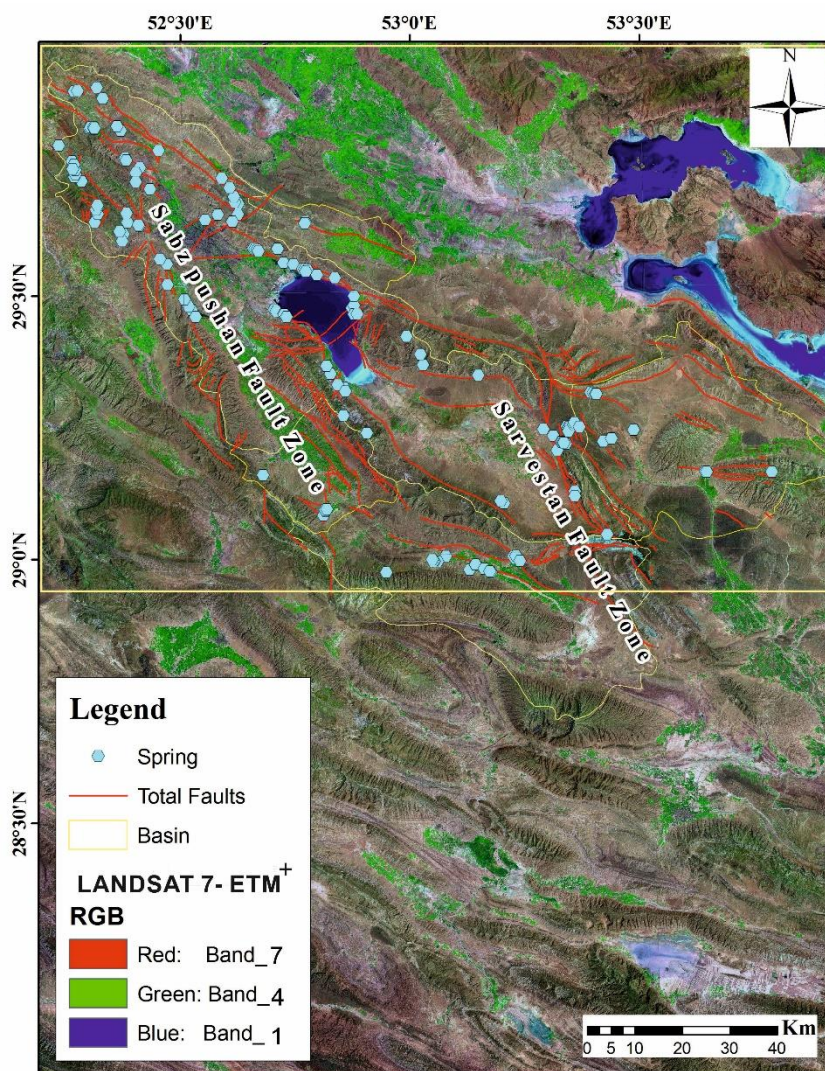 52°30'E 53°0'E 53°30'E
N
29°30'N
29°0'N
28°30'N
Sabz pushan Fault Zone
Sarvestan Fault Zone
Legend
Spring
Total Faults
Basin
LANDSAT 7- ETM+
RGB
Red: Band_7
Green: Band_4
Blue: Band_1
Km
0 5 10 20 30 40